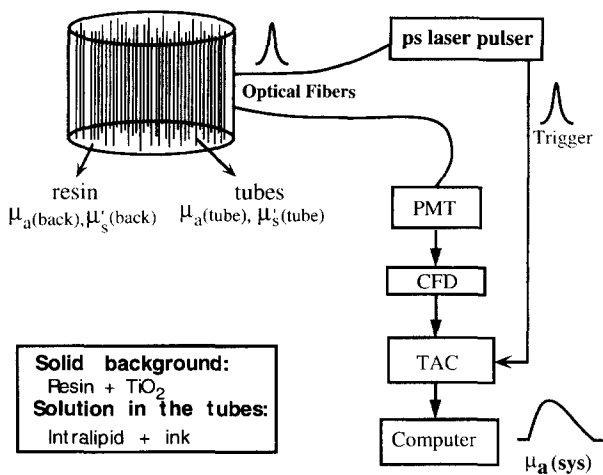 ps laser pulser
Optical Fibers
Trigger
resin
tubes
μa(back), μ's(back)
μa(tube), μ's(tube)
PMT
CFD
TAC
Computer
μa(sys)
Solid background:
Resin + TiO2
Solution in the tubes:
Intralipid + ink